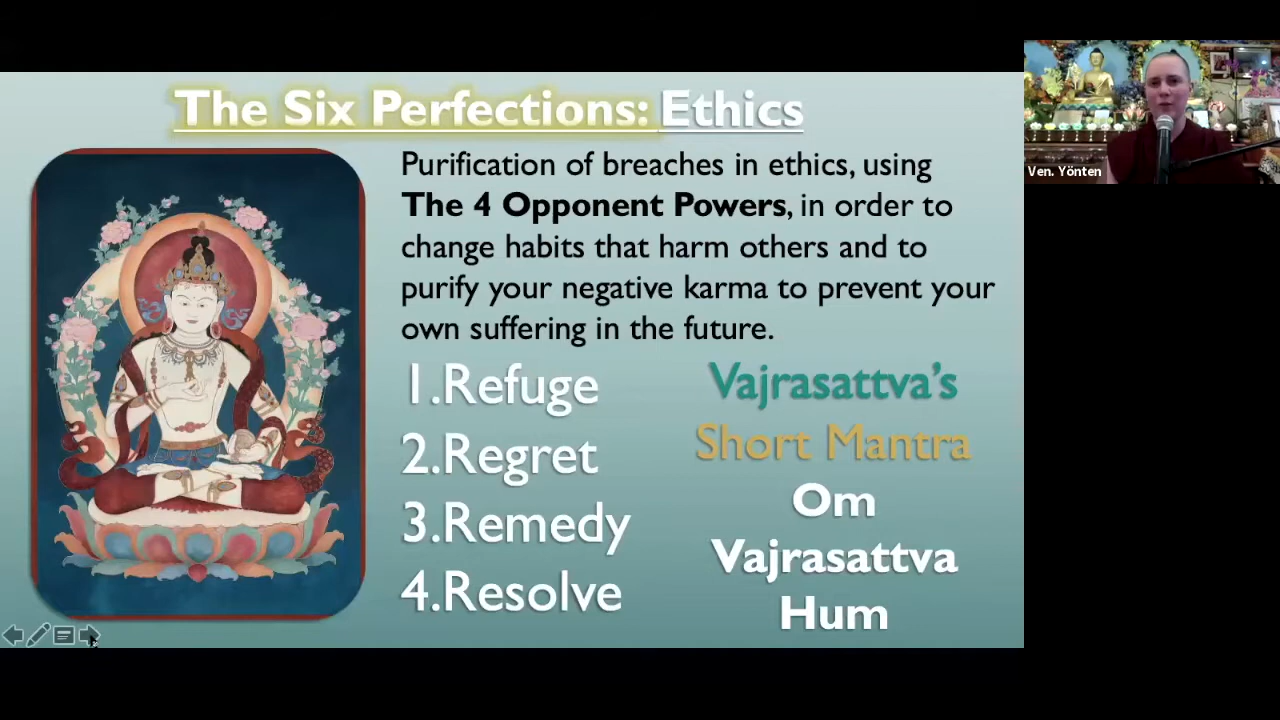 The Six Perfections: Ethics
Purification of breaches in ethics, using
The 4 Opponent Powers, in order to
change habits that harm others and to
purify your negative karma to prevent your
own suffering in the future.
1.Refuge
2.Regret
3.Remedy
4.Resolve
Vajrasattva’s
Short Mantra
Om
Vajrasattva
Hum
Ven. Yönten